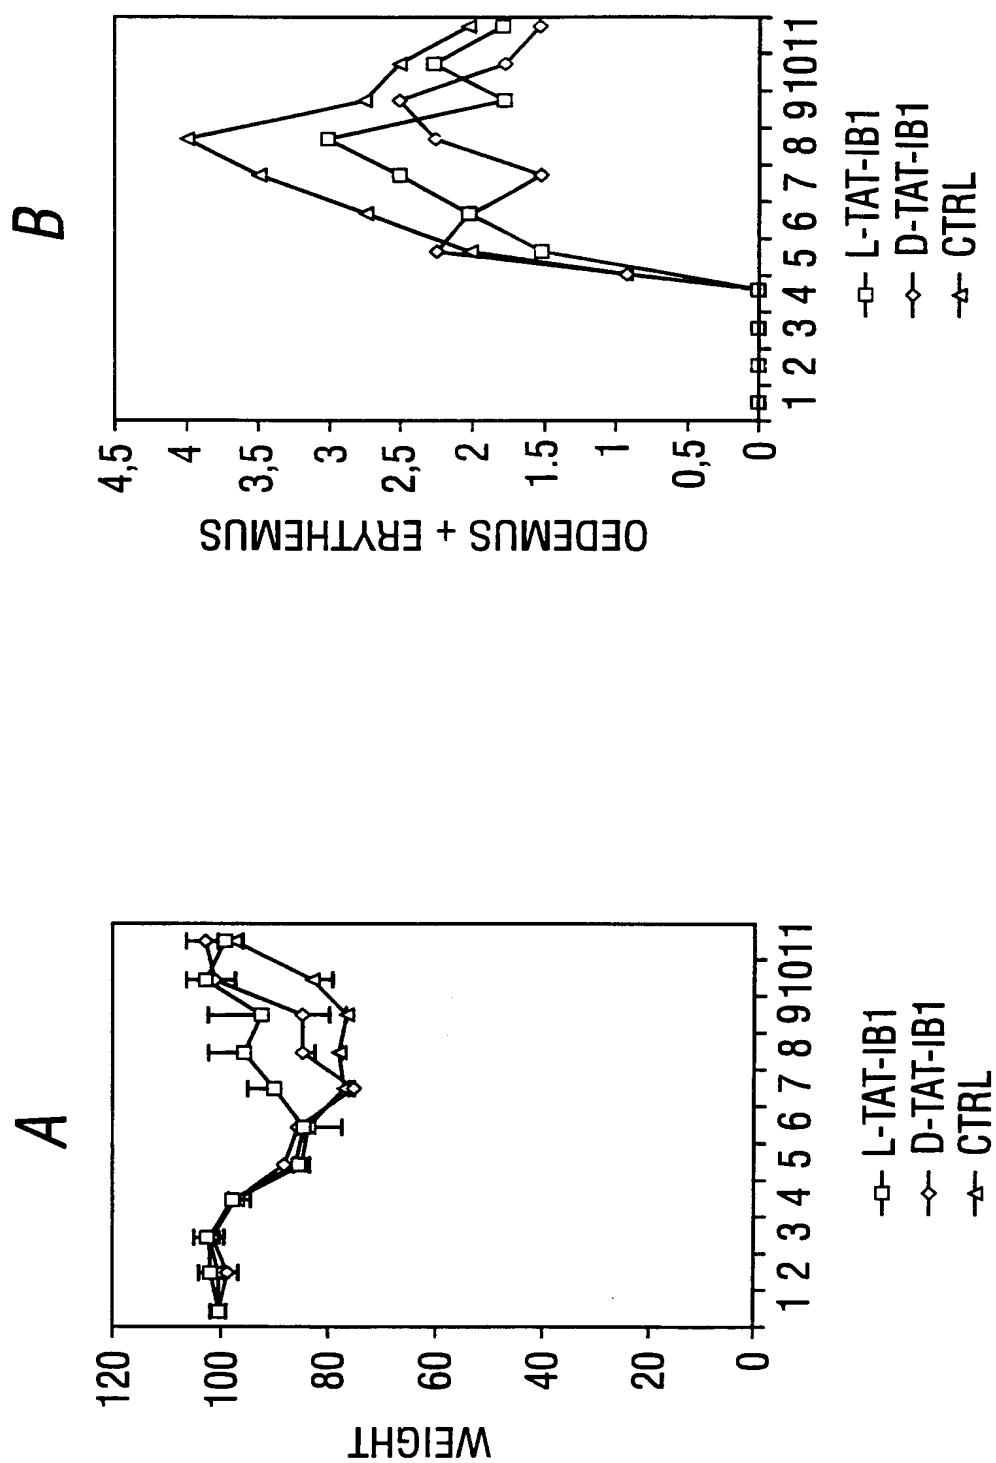 A
WEIGHT
120
100
80
60
40
20
0
1 2 3 4 5 6 7 8 9 10 11
L-TAT-IB1
D-TAT-IB1
CTRL
B
OEDEMUS + ERYTHEMUS
4,5
4
3,5
3
2,5
2
1.5
1
0,5
0
1 2 3 4 5 6 7 8 9 10 11
L-TAT-IB1
D-TAT-IB1
CTRL